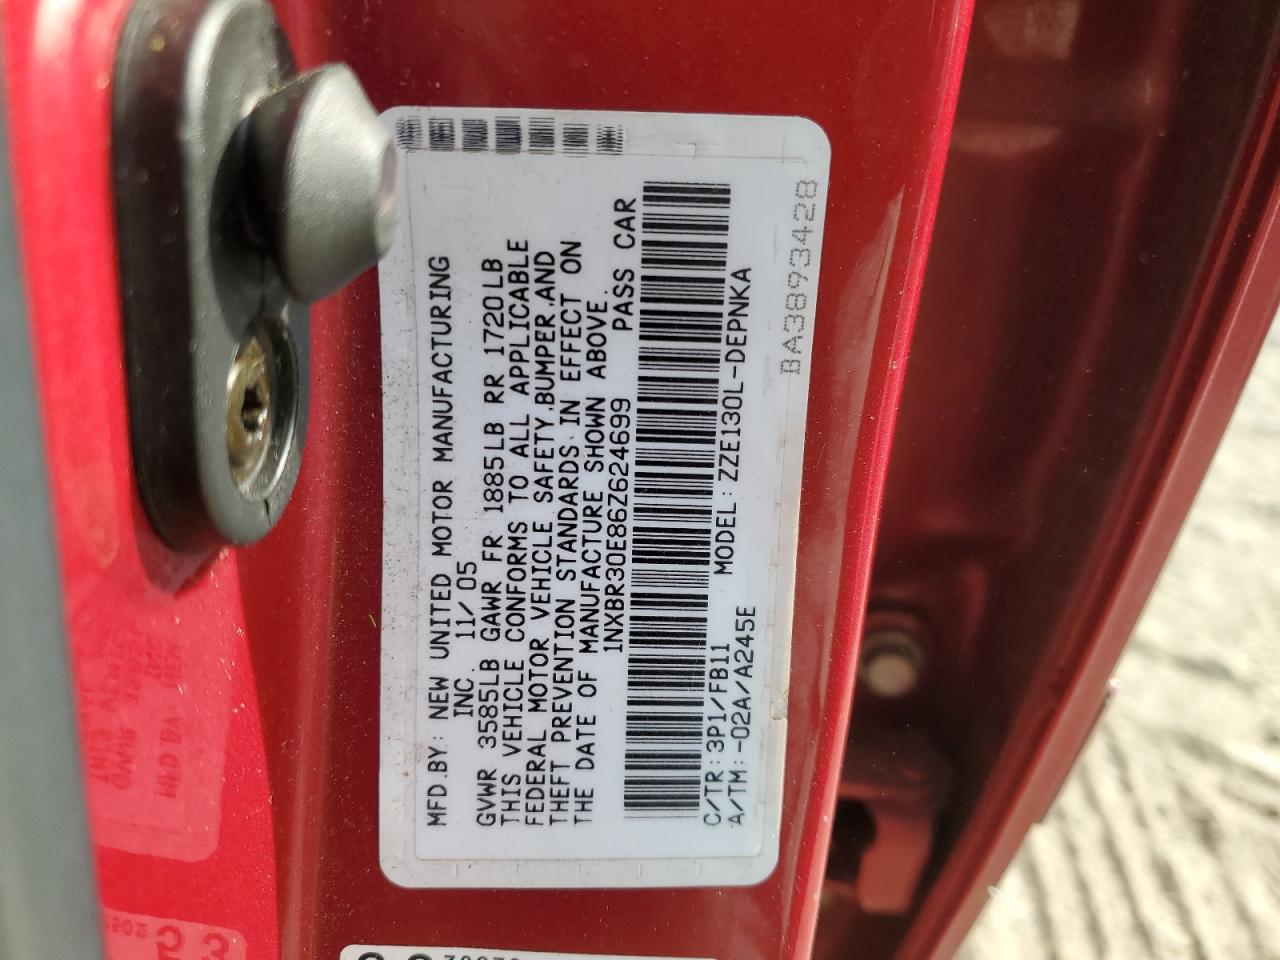 MFD.BY: NEW UNITED MOTOR MANUFACTURING
INC. 11/05
GVWR 3585LB GAWR FR 1885LB RR 1720LB
THIS VEHICLE CONFORMS TO ALL APPLICABLE
FEDERAL MOTOR VEHICLE SAFETY,BUMPER,AND
THEFT PREVENTION STANDARDS IN EFFECT ON
THE DATE OF MANUFACTURE SHOWN ABOVE.
1NXBR30E86Z624699 PASS CAR
C/TR:3P1/FB11 MODEL:ZZE130L-DEPNKA
A/TM:-02A/A245E
BA3893428